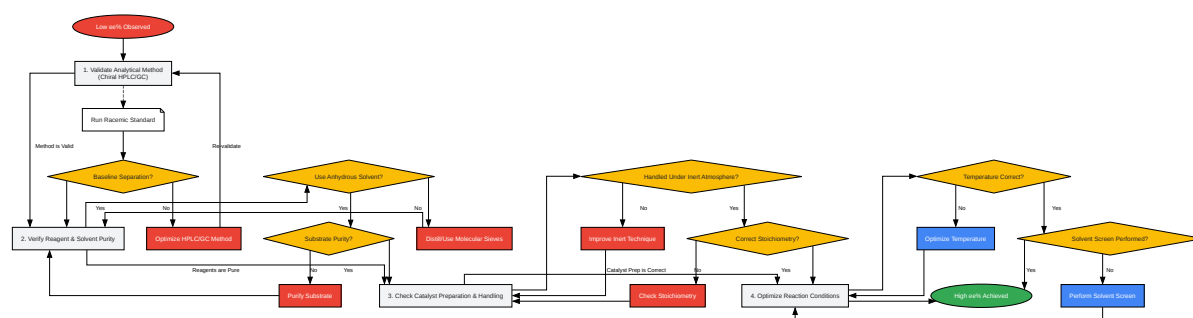 Low ee% Observed
1. Validate Analytical Method
(Chiral HPLC/GC)
Run Racemic Standard
Method is Valid
Re-validate
Baseline Separation?
Use Anhydrous Solvent?
Handled Under Inert Atmosphere?
Temperature Correct?
Yes
No
Yes
No
No
Yes
No
Yes
2. Verify Reagent & Solvent Purity
Optimize HPLC/GC Method
Substrate Purity?
Distill/Use Molecular Sieves
Improve Inert Technique
Correct Stoichiometry?
Optimize Temperature
Solvent Screen Performed?
Reagents are Pure
No
Yes
Catalyst Prep is Correct
No
Yes
Yes
No
Purify Substrate
3. Check Catalyst Preparation & Handling
Check Stoichiometry
4. Optimize Reaction Conditions
High ee% Achieved
Perform Solvent Screen